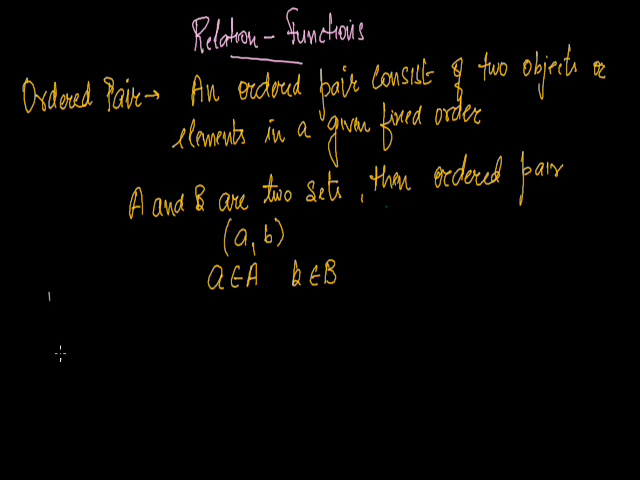 Relation - Functions
Ordered Pair → An ordered pair consist of two objects or
elements in a given fixed order
A and B are two sets, then ordered pair
(a, b)
a ∈ A b ∈ B